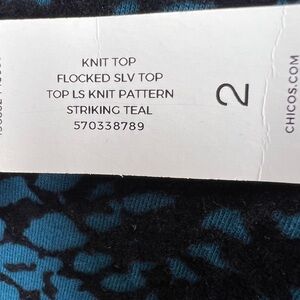 KNIT TOP
FLOCKED SLV TOP
TOP LS KNIT PATTERN
STRIKING TEAL
570338789
2
CHICOS.COM